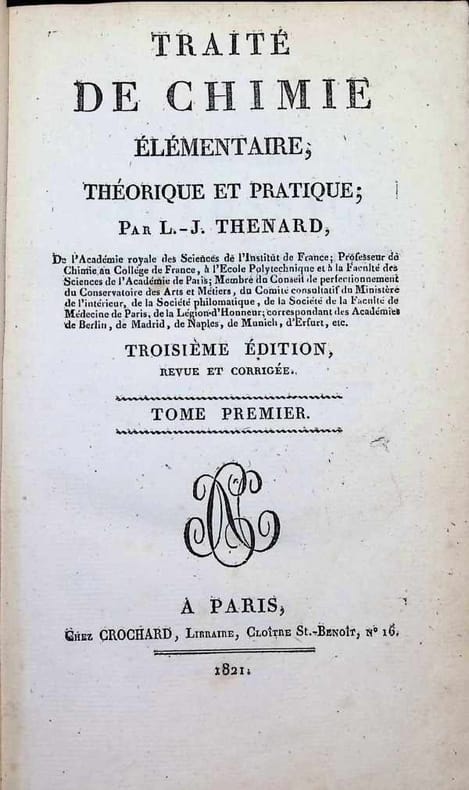 TRAITÉ
DE CHIMIE
ÉLÉMENTAIRE,
THÉORIQUE ET PRATIQUE;
PAR L.-J. THENARD,
De l'Académie royale des Sciences de l'Institut de France; Professeur de
Chimie au Collége de France, à l'Ecole Polytechnique et à la Faculté des
Sciences de l'Académie de Paris; Membre du Conseil de perfectionnement
du Conservatoire des Arts et Métiers, du Comité consultatif du Ministère
de l'intérieur, de la Société philomatique, de la Société de la Faculté de
Médecine de Paris, de la Légion-d'Honneur; correspondant des Académies
de Berlin, de Madrid, de Naples, de Munich, d'Erfurt, etc.
TROISIÈME ÉDITION,
REVUE ET CORRIGÉE.
TOME PREMIER.
A PARIS,
CHEZ CROCHARD, LIBRAIRE, CLOÎTRE ST.-BENOÎT, N° 16.
1821.